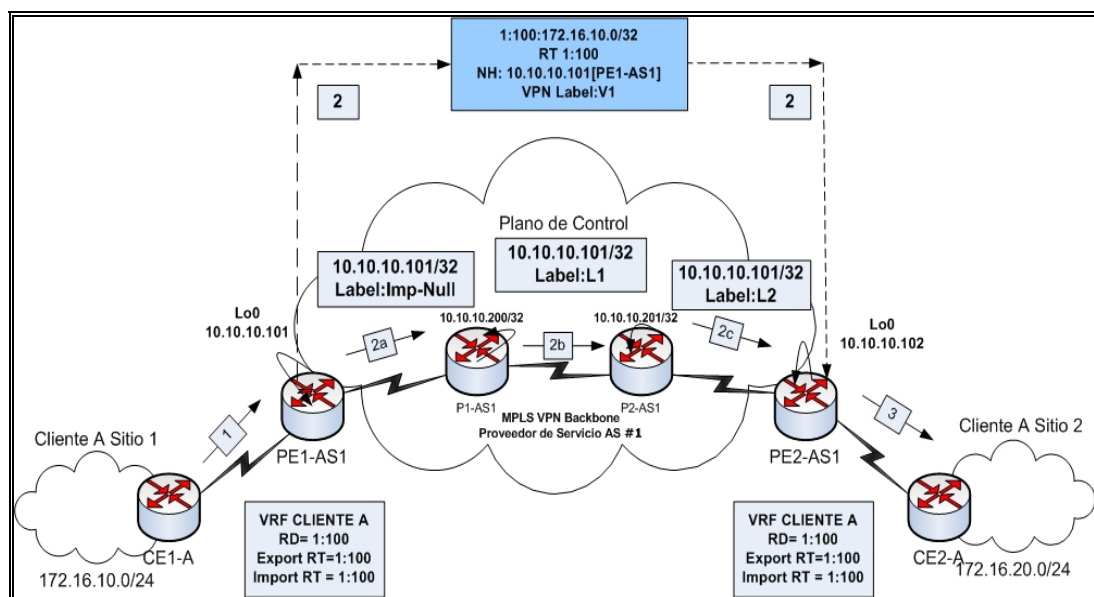 1:100:172.16.10.0/32
RT 1:100
NH: 10.10.10.101[PE1-AS1]
VPN Label:V1
2
2
Plano de Control
10.10.10.101/32
Label:Imp-Null
10.10.10.101/32
Label:L1
10.10.10.101/32
Label:L2
Lo0
10.10.10.101
2a
10.10.10.200/32
2b
10.10.10.201/32
2c
Lo0
10.10.10.102
P1-AS1
P2-AS1
MPLS VPN Backbone
Proveedor de Servicio AS #1
1
PE1-AS1
PE2-AS1
3
Cliente A Sitio 1
Cliente A Sitio 2
CE1-A
172.16.10.0/24
VRF CLIENTE A
RD= 1:100
Export RT=1:100
Import RT = 1:100
VRF CLIENTE A
RD= 1:100
Export RT=1:100
Import RT = 1:100
CE2-A
172.16.20.0/24